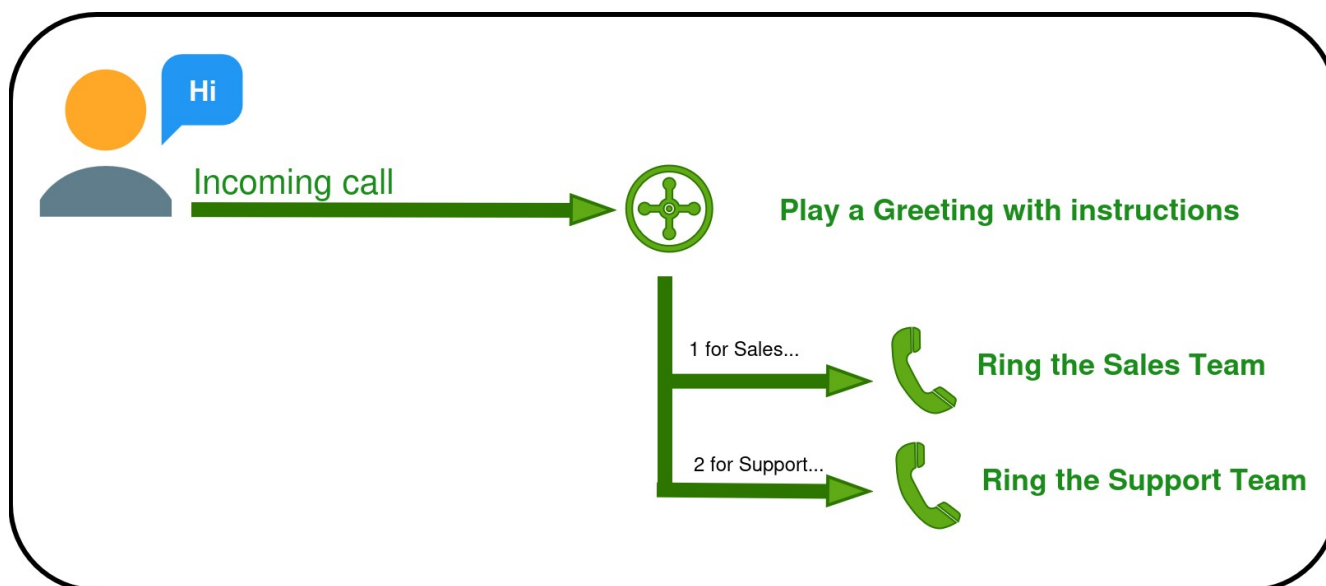 Hi
Incoming call
Play a Greeting with instructions
1 for Sales...
Ring the Sales Team
2 for Support...
Ring the Support Team